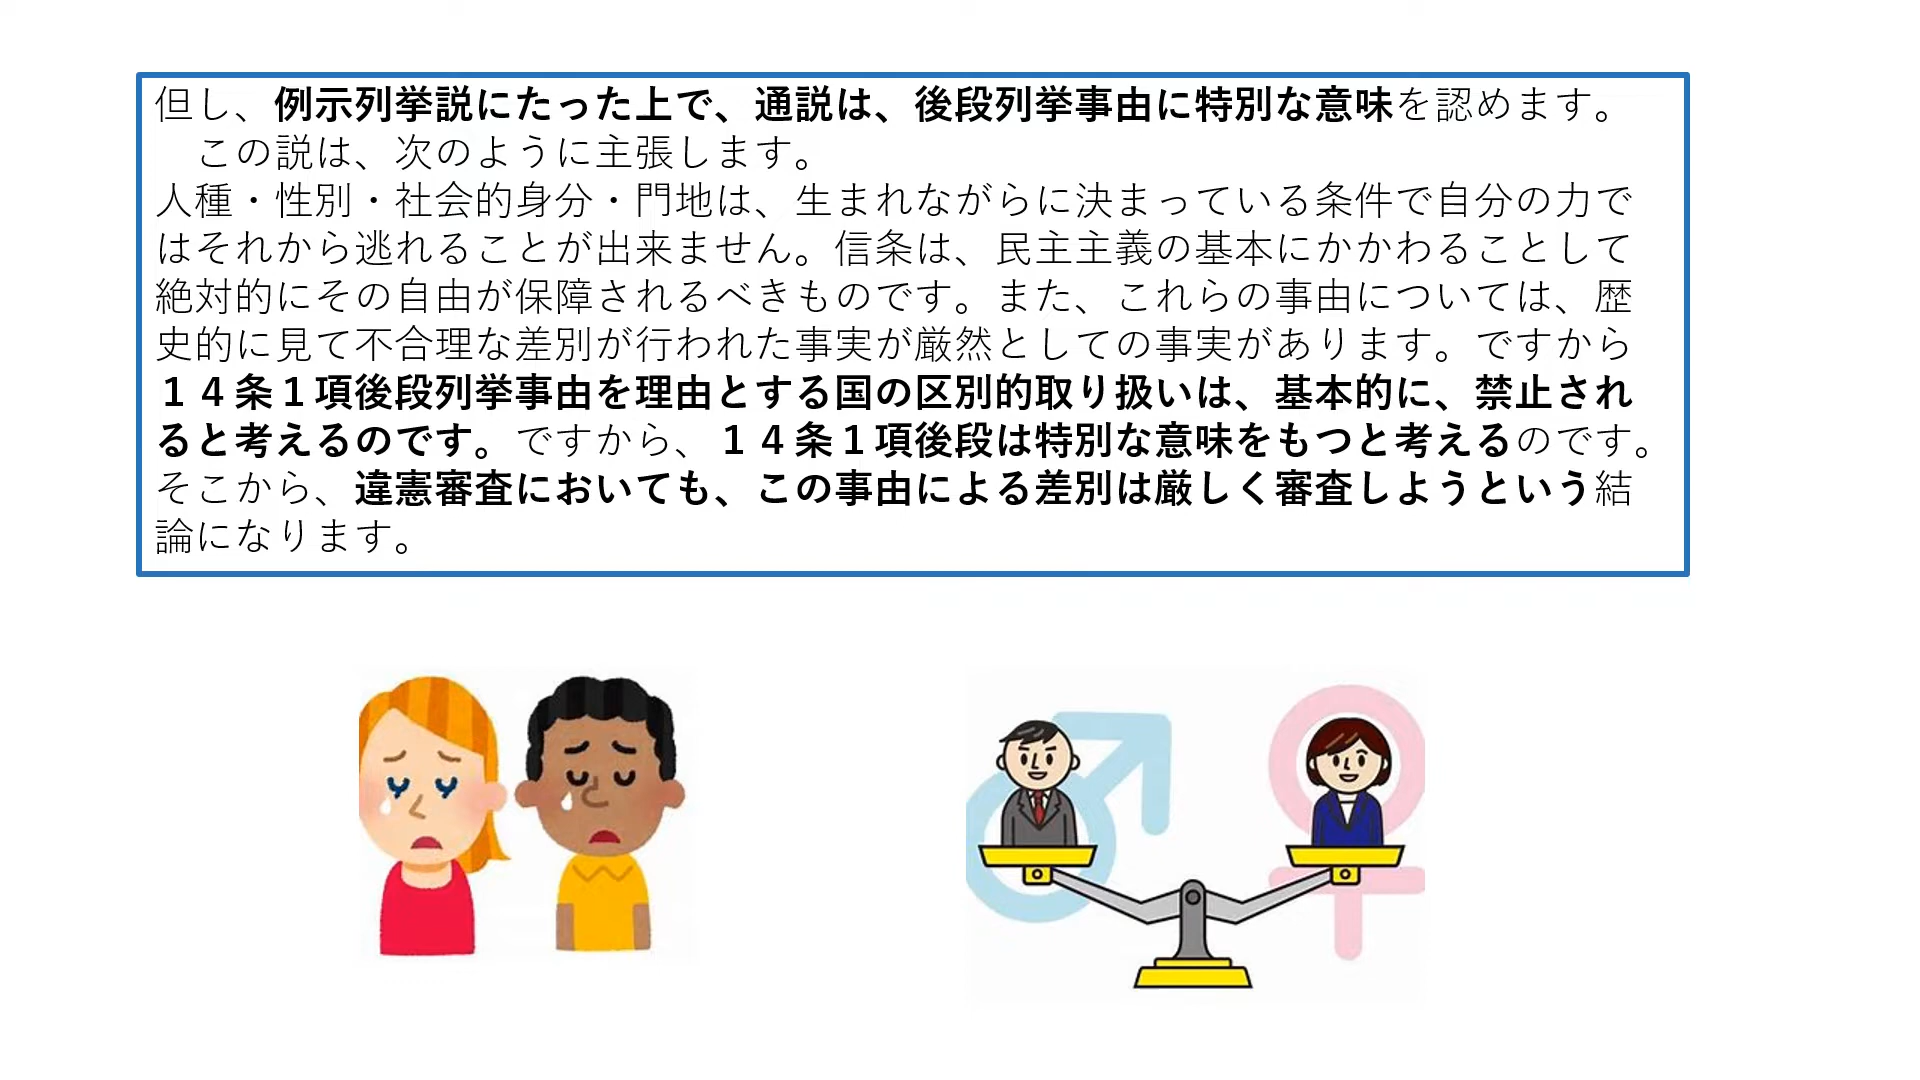 但し、例示列挙説にたった上で、通説は、後段列挙事由に特別な意味を認めます。
　この説は、次のように主張します。
人種・性別・社会的身分・門地は、生まれながらに決まっている条件で自分の力で
はそれから逃れることが出来ません。信条は、民主主義の基本にかかわることして
絶対的にその自由が保障されるべきものです。また、これらの事由については、歴
史的に見て不合理な差別が行われた事実が厳然としての事実があります。ですから
１４条１項後段列挙事由を理由とする国の区別的取り扱いは、基本的に、禁止され
ると考えるのです。ですから、１４条１項後段は特別な意味をもつと考えるのです。
そこから、違憲審査においても、この事由による差別は厳しく審査しようという結
論になります。